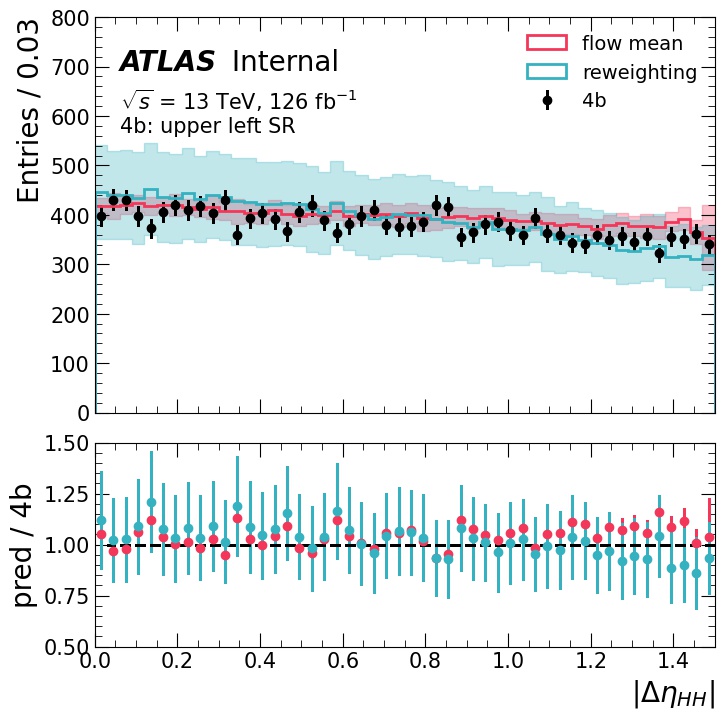 800
700
600
500
400
300
200
100
0
Entries / 0.03
ATLAS Internal
√s = 13 TeV, 126 fb⁻¹
4b: upper left SR
flow mean
reweighting
4b
1.50
1.25
1.00
0.75
0.50
pred / 4b
0.0 0.2 0.4 0.6 0.8 1.0 1.2 1.4
|Δη_HH|